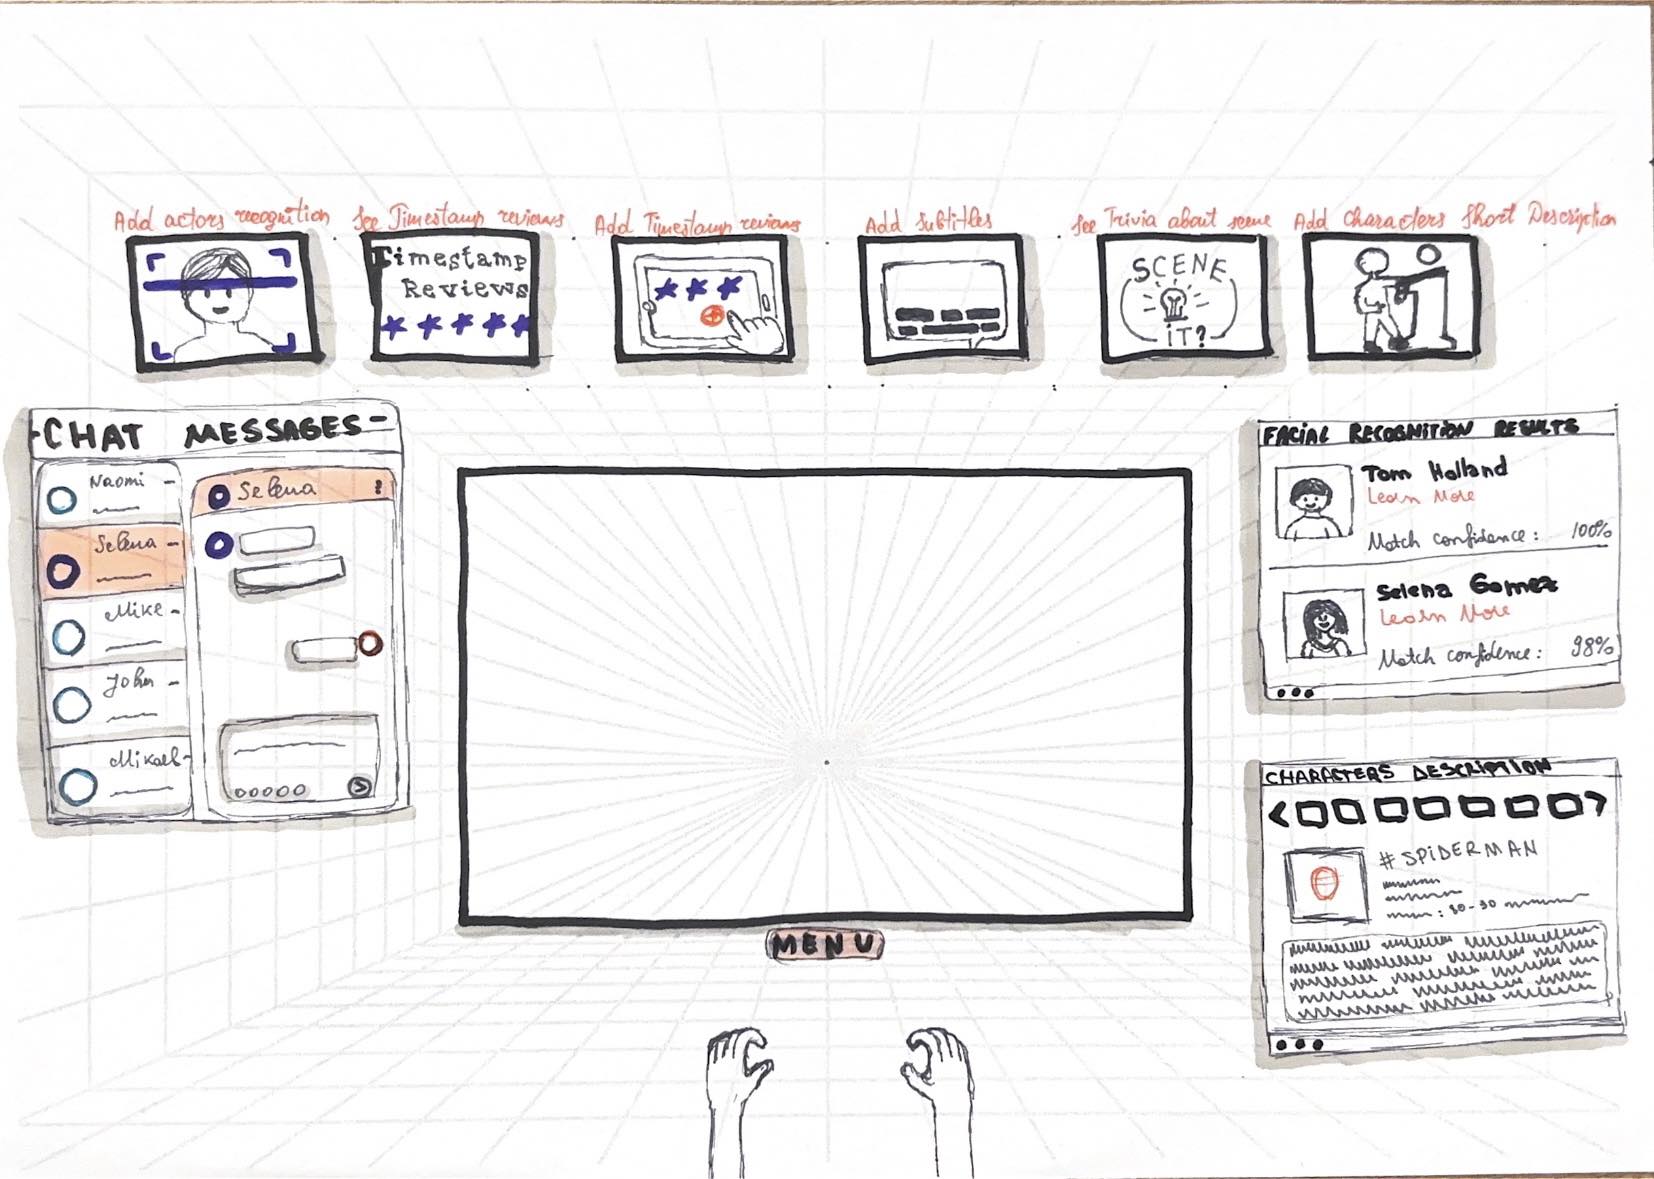 Add actors recognition
See Timestamp reviews
Add Timestamp reviews
Add Subtitles
See Trivia about scene
Add Characters Short Description
Timestamp
Reviews
SCENE
iT?
-CHAT MESSAGES-
Naomi
Selena
Mike
John
Mikael
Selena
FACIAL RECOGNITION RESULTS
Tom Holland
Learn More
Match confidence: 100%
Selena Gomez
Learn More
Match confidence: 98%
CHARACTERS DESCRIPTION
#SPIDERMAN
MENU